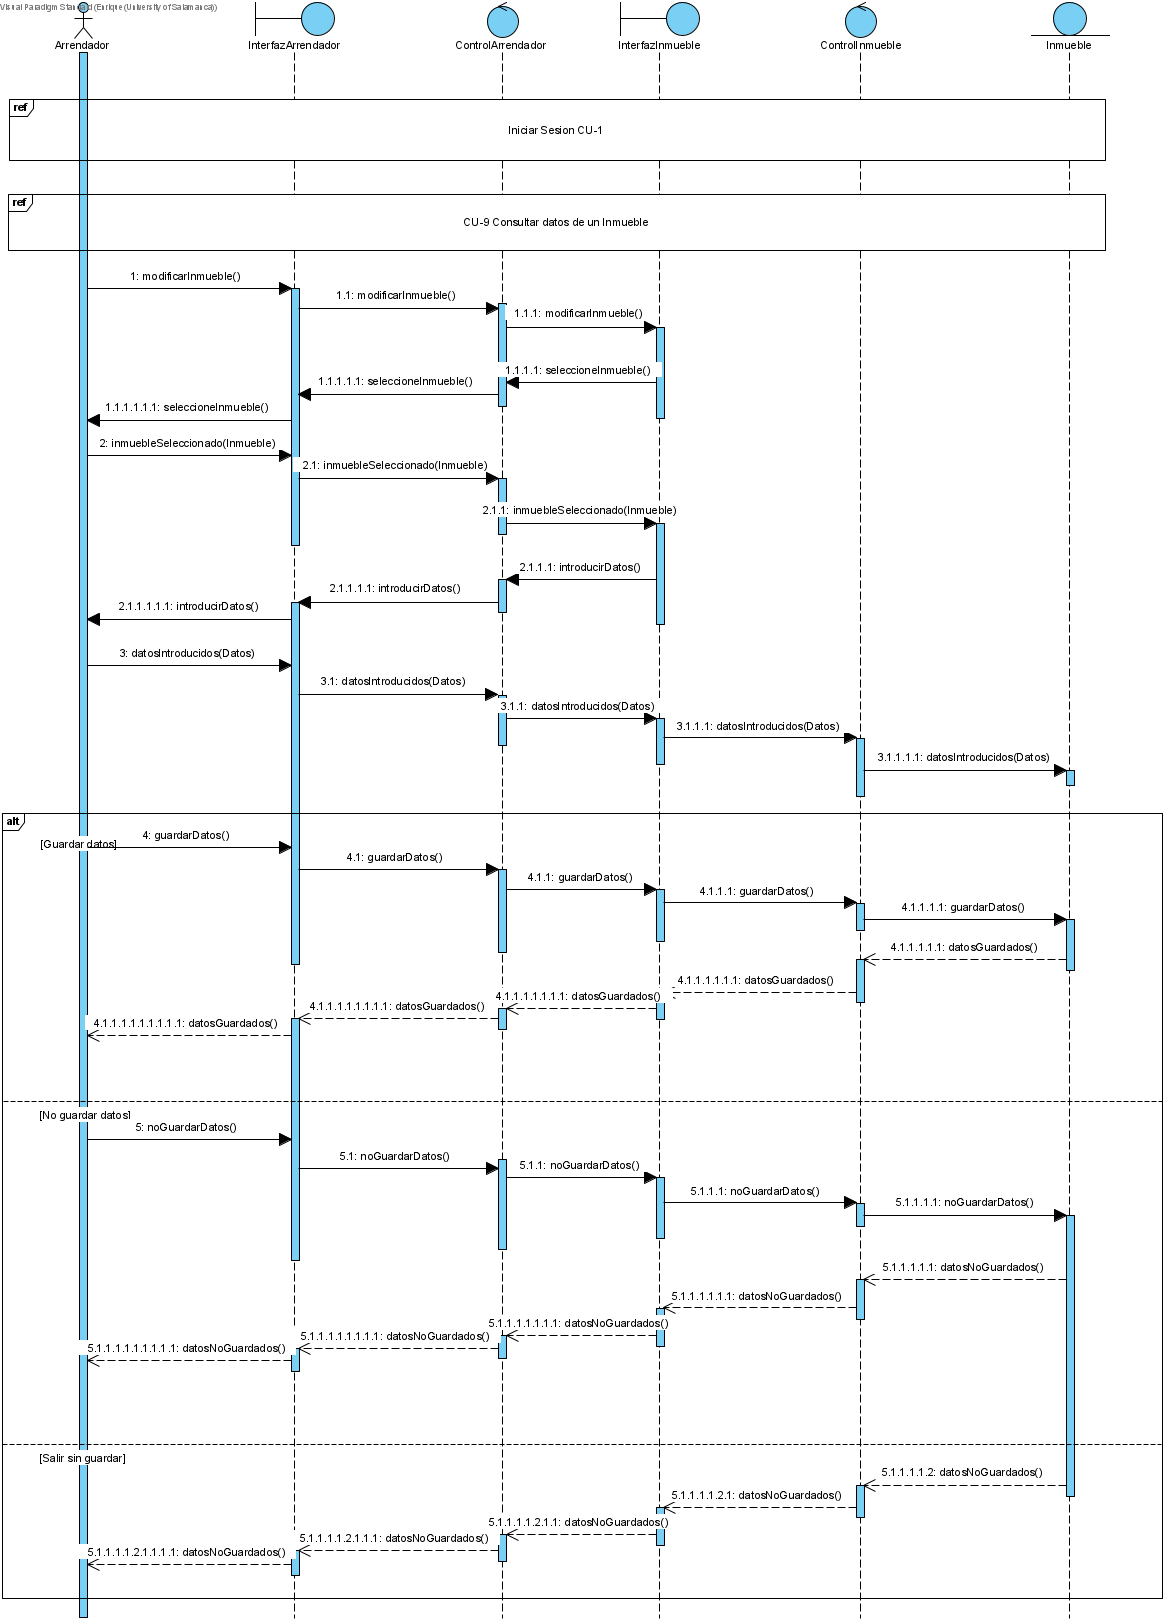 Visual Paradigm Standard (Enrique (University of Salamanca))
Arrendador
InterfazArrendador
ControlArrendador
InterfazInmueble
ControlInmueble
Inmueble
ref
Iniciar Sesion CU-1
ref
CU-9 Consultar datos de un Inmueble
1: modificarInmueble()
1.1: modificarInmueble()
1.1.1: modificarInmueble()
1.1.1.1: seleccioneInmueble()
1.1.1.1.1: seleccioneInmueble()
1.1.1.1.1.1: seleccioneInmueble()
2: inmuebleSeleccionado(Inmueble)
2.1: inmuebleSeleccionado(Inmueble)
2.1.1: inmuebleSeleccionado(Inmueble)
2.1.1.1: introducirDatos()
2.1.1.1.1: introducirDatos()
2.1.1.1.1.1: introducirDatos()
3: datosIntroducidos(Datos)
3.1: datosIntroducidos(Datos)
3.1.1: datosIntroducidos(Datos)
3.1.1.1: datosIntroducidos(Datos)
3.1.1.1.1: datosIntroducidos(Datos)
alt
[Guardar datos]
4: guardarDatos()
4.1: guardarDatos()
4.1.1: guardarDatos()
4.1.1.1: guardarDatos()
4.1.1.1.1: guardarDatos()
4.1.1.1.1.1: datosGuardados()
4.1.1.1.1.1.1: datosGuardados()
4.1.1.1.1.1.1.1: datosGuardados()
4.1.1.1.1.1.1.1.1: datosGuardados()
4.1.1.1.1.1.1.1.1.1: datosGuardados()
[No guardar datos]
5: noGuardarDatos()
5.1: noGuardarDatos()
5.1.1: noGuardarDatos()
5.1.1.1: noGuardarDatos()
5.1.1.1.1: noGuardarDatos()
5.1.1.1.1.1: datosNoGuardados()
5.1.1.1.1.1.1: datosNoGuardados()
5.1.1.1.1.1.1.1: datosNoGuardados()
5.1.1.1.1.1.1.1.1: datosNoGuardados()
5.1.1.1.1.1.1.1.1.1: datosNoGuardados()
[Salir sin guardar]
5.1.1.1.1.2: datosNoGuardados()
5.1.1.1.1.2.1: datosNoGuardados()
5.1.1.1.1.2.1.1: datosNoGuardados()
5.1.1.1.1.2.1.1.1: datosNoGuardados()
5.1.1.1.1.2.1.1.1.1: datosNoGuardados()